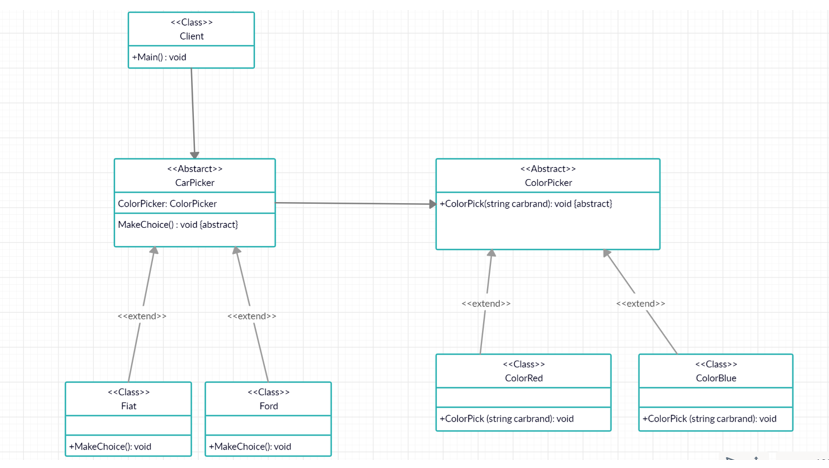 <<Class>>
Client
+Main() : void
<<Abstarct>>
CarPicker
ColorPicker: ColorPicker
MakeChoice() : void {abstract}
<<Abstract>>
ColorPicker
+ColorPick(string carbrand): void {abstract}
<<extend>>
<<extend>>
<<extend>>
<<extend>>
<<Class>>
Fiat
+MakeChoice(): void
<<Class>>
Ford
+MakeChoice(): void
<<Class>>
ColorRed
+ColorPick (string carbrand): void
<<Class>>
ColorBlue
+ColorPick (string carbrand): void